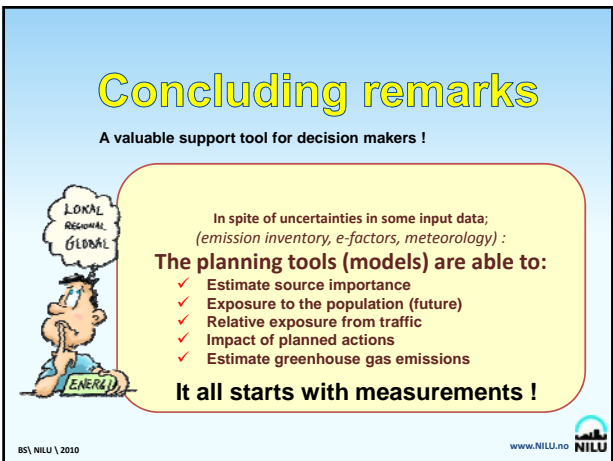 Concluding remarks
A valuable support tool for decision makers !
LOKAL
REGIONAL
GLOBAL
In spite of uncertainties in some input data;
(emission inventory, e-factors, meteorology) :
The planning tools (models) are able to:
✓ Estimate source importance
✓ Exposure to the population (future)
✓ Relative exposure from traffic
✓ Impact of planned actions
✓ Estimate greenhouse gas emissions
ENERGI
It all starts with measurements !
BS\ NILU \ 2010
www.NILU.no NILU